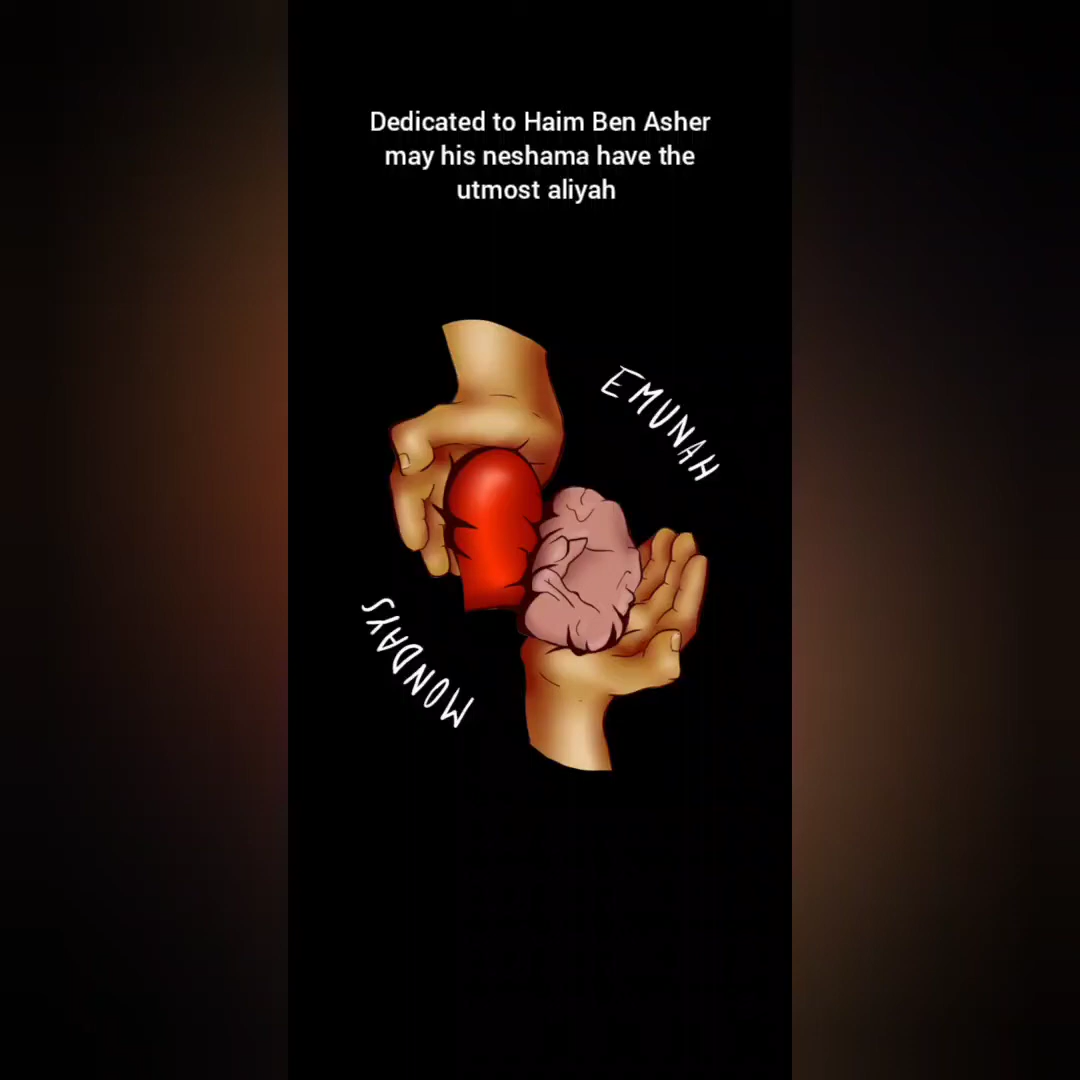 Dedicated to Haim Ben Asher
may his neshama have the
utmost aliyah
EMUNAH
MONDAYS